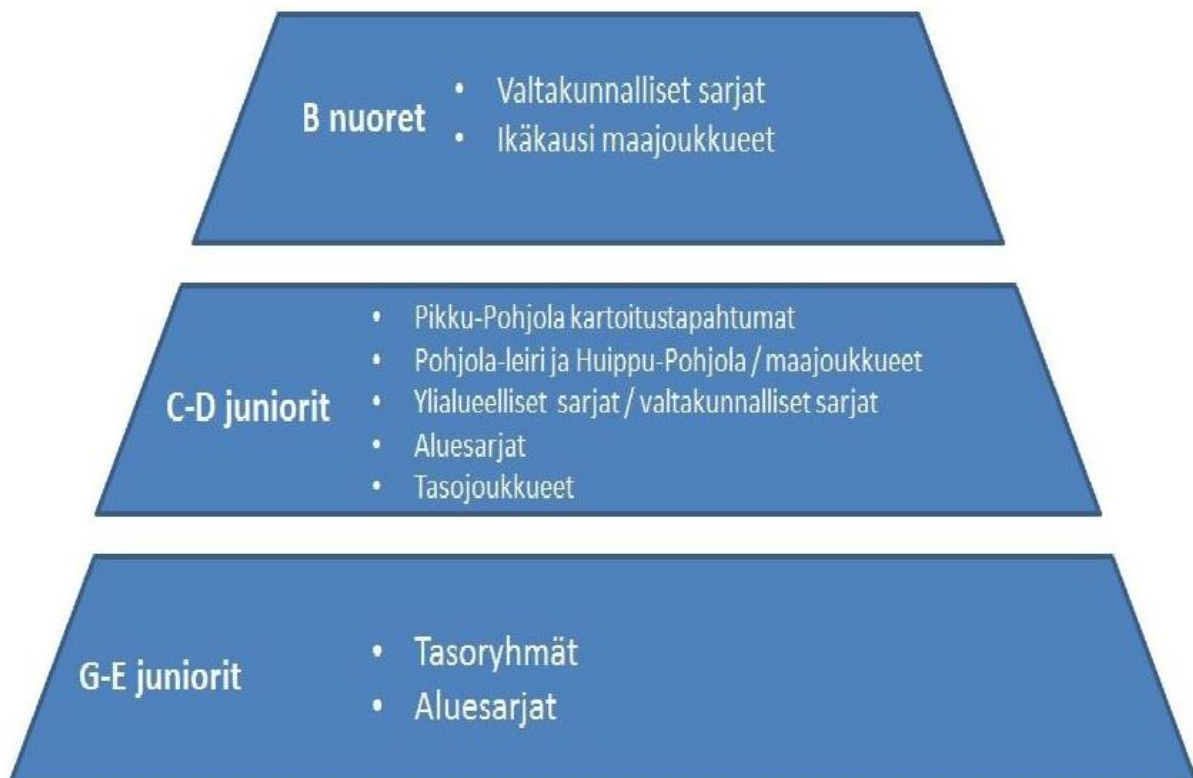 B nuoret
• Valtakunnalliset sarjat
• Ikäkausi maajoukkueet
C-D juniorit
• Pikku-Pohjola kartoitustapahtumat
• Pohjola-leiri ja Huippu-Pohjola / maajoukkueet
• Ylialueelliset sarjat / valtakunnalliset sarjat
• Aluesarjat
• Tasojoukkueet
G-E juniorit
• Tasoryhmät
• Aluesarjat